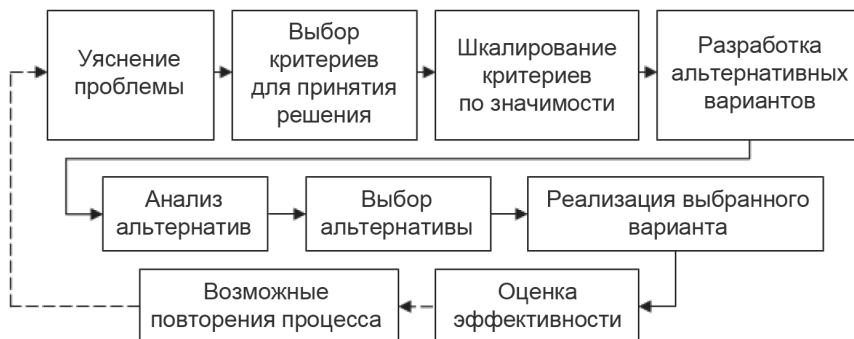 Уяснение
проблемы
Выбор
критериев
для принятия
решения
Шкалирование
критериев
по значимости
Разработка
альтернативных
вариантов
Анализ
альтернатив
Выбор
альтернативы
Реализация выбранного
варианта
Оценка
эффективности
Возможные
повторения процесса